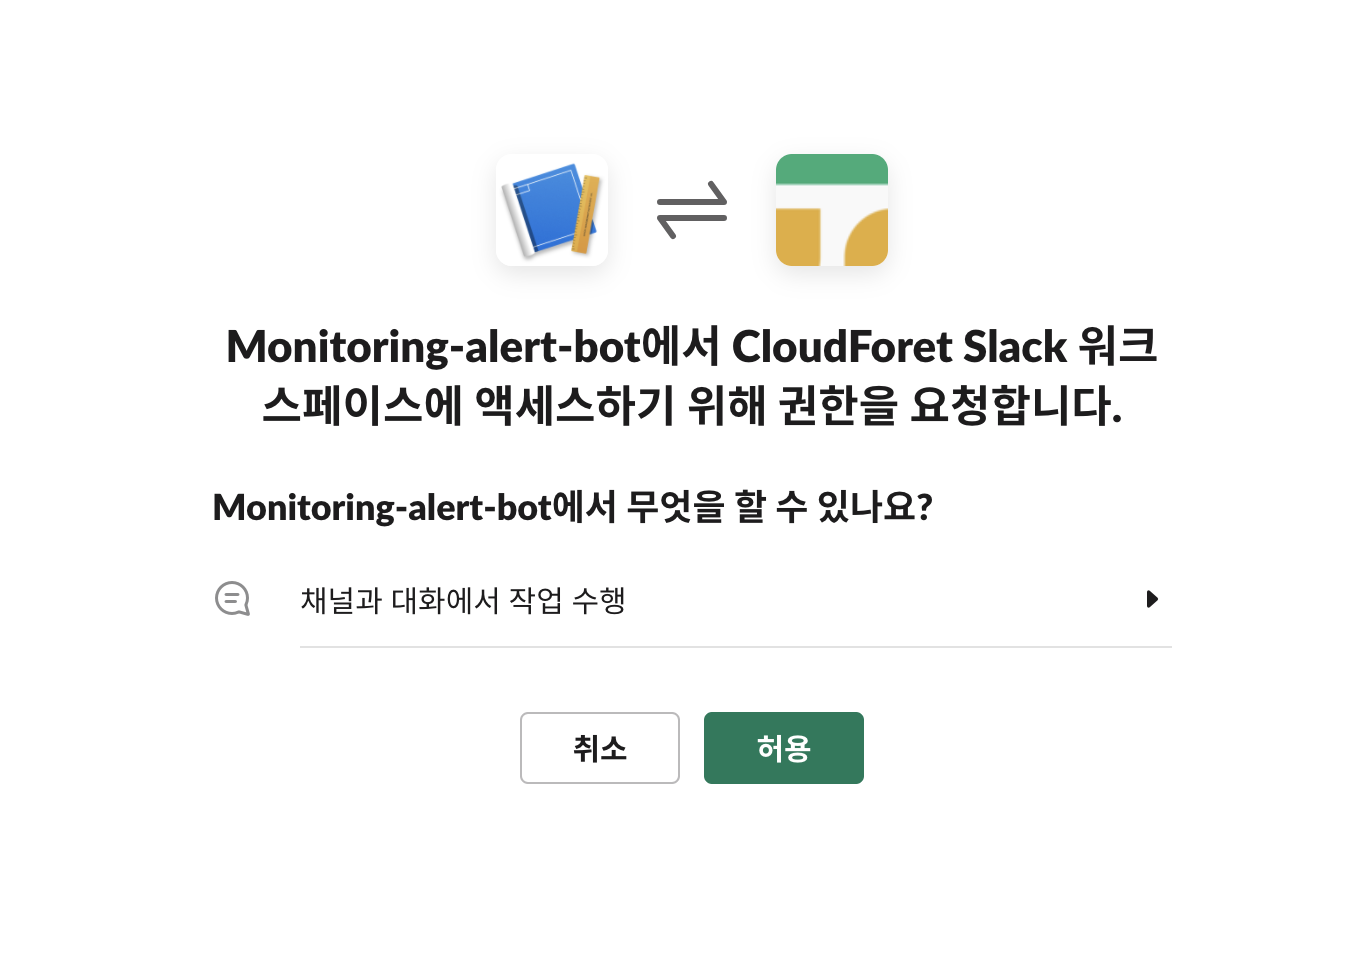 Monitoring-alert-bot에서 CloudForet Slack 워크
스페이스에 액세스하기 위해 권한을 요청합니다.
Monitoring-alert-bot에서 무엇을 할 수 있나요?
채널과 대화에서 작업 수행
취소
허용